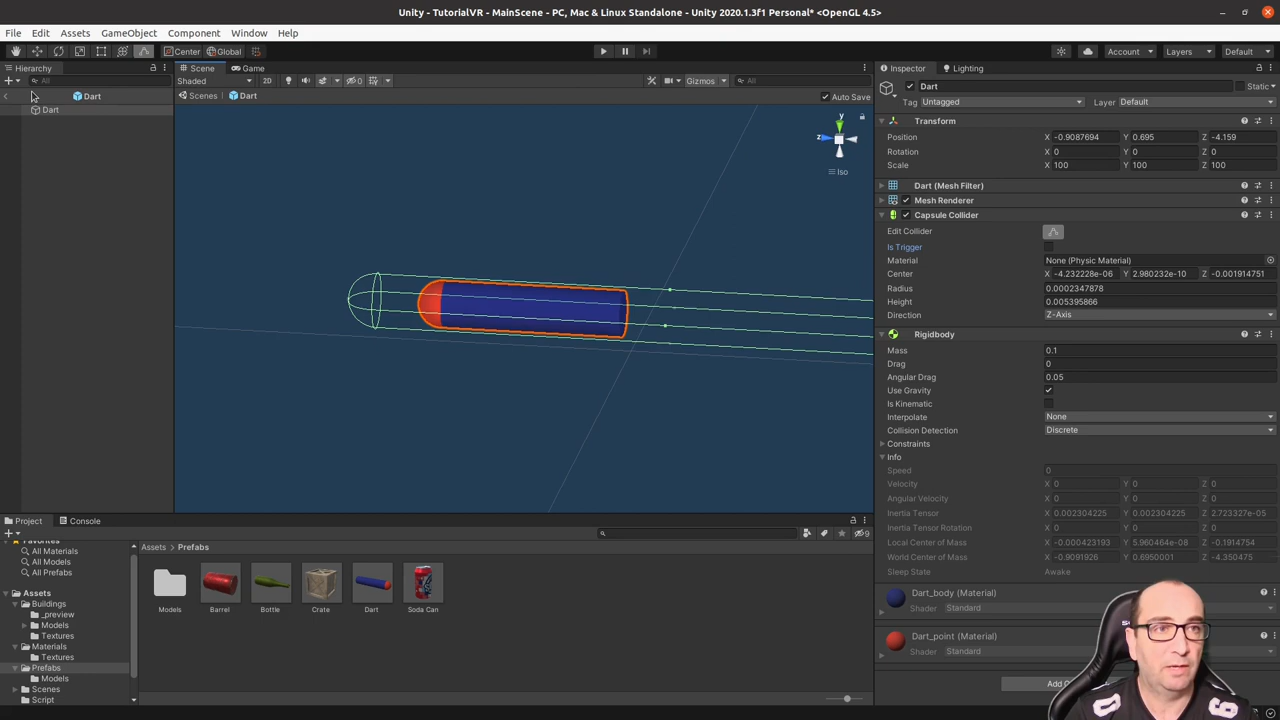 Unity - TutorialVR - MainScene - PC, Mac & Linux Standalone - Unity 2020.1.3f1 Personal* <OpenGL 4.5>
File Edit Assets GameObject Component Window Help
Center Global Account Layers Default
Hierarchy
All
Dart
Dart
Scene Game
Shaded 2D 0 Gizmos All
Scenes Dart Auto Save
y
z
Iso
Inspector Lighting
Dart Static
Tag Untagged Layer Default
Transform
Position X -0.9087694 Y 0.695 Z -4.159
Rotation X 0 Y 0 Z 0
Scale X 100 Y 100 Z 100
Dart (Mesh Filter)
Mesh Renderer
Capsule Collider
Edit Collider
Is Trigger
Material None (Physic Material)
Center X -4.232228e-06 Y 2.980232e-10 Z -0.001914751
Radius 0.0002347878
Height 0.005395866
Direction Z-Axis
Rigidbody
Mass 0.1
Drag 0
Angular Drag 0.05
Use Gravity
Is Kinematic
Interpolate None
Collision Detection Discrete
Constraints
Info
Speed 0
Velocity X 0 Y 0 Z 0
Angular Velocity X 0 Y 0 Z 0
Inertia Tensor X 0.002304225 Y 0.002304225 Z 2.723327e-05
Inertia Tensor Rotation X 0 Y 0 Z 0
Local Center of Mass X -0.000423193 Y 5.960464e-08 Z -0.1914754
World Center of Mass X -0.9091926 Y 0.6950001 Z -4.350475
Sleep State Awake
Dart_body (Material)
Shader Standard
Dart_point (Material)
Shader Standard
Project Console
9
Favorites
All Materials
All Models
All Prefabs
Assets
Buildings
_preview
Models
Textures
Materials
Textures
Prefabs
Models
Scenes
Script
Assets Prefabs
Models Barrel Bottle Crate Dart Soda Can